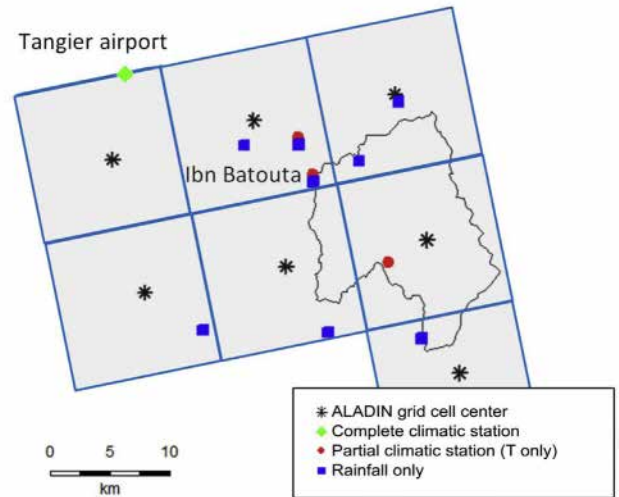 Tangier airport
Ibn Batouta
ALADIN grid cell center
Complete climatic station
Partial climatic station (T only)
Rainfall only
0 5 10
km